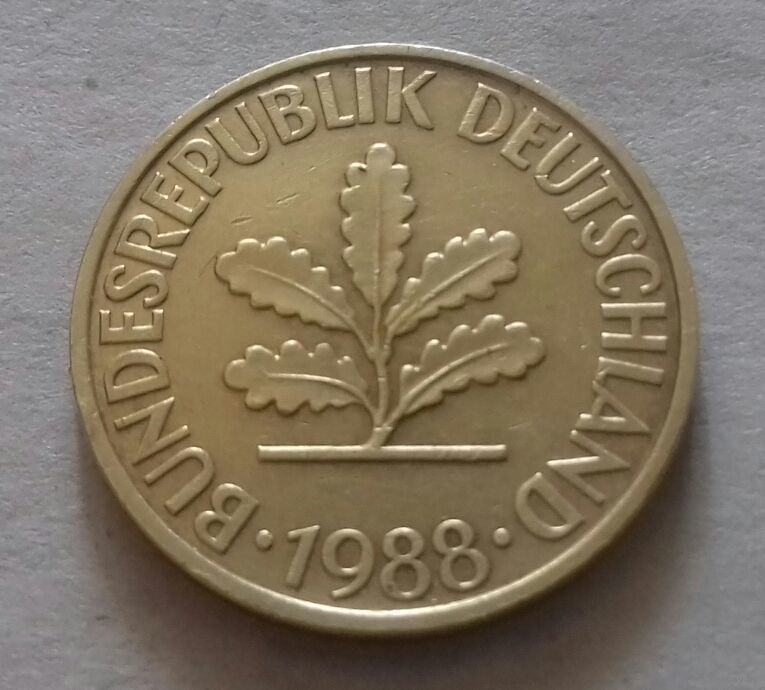 BUNDESREPUBLIK DEUTSCHLAND
· 1988 ·